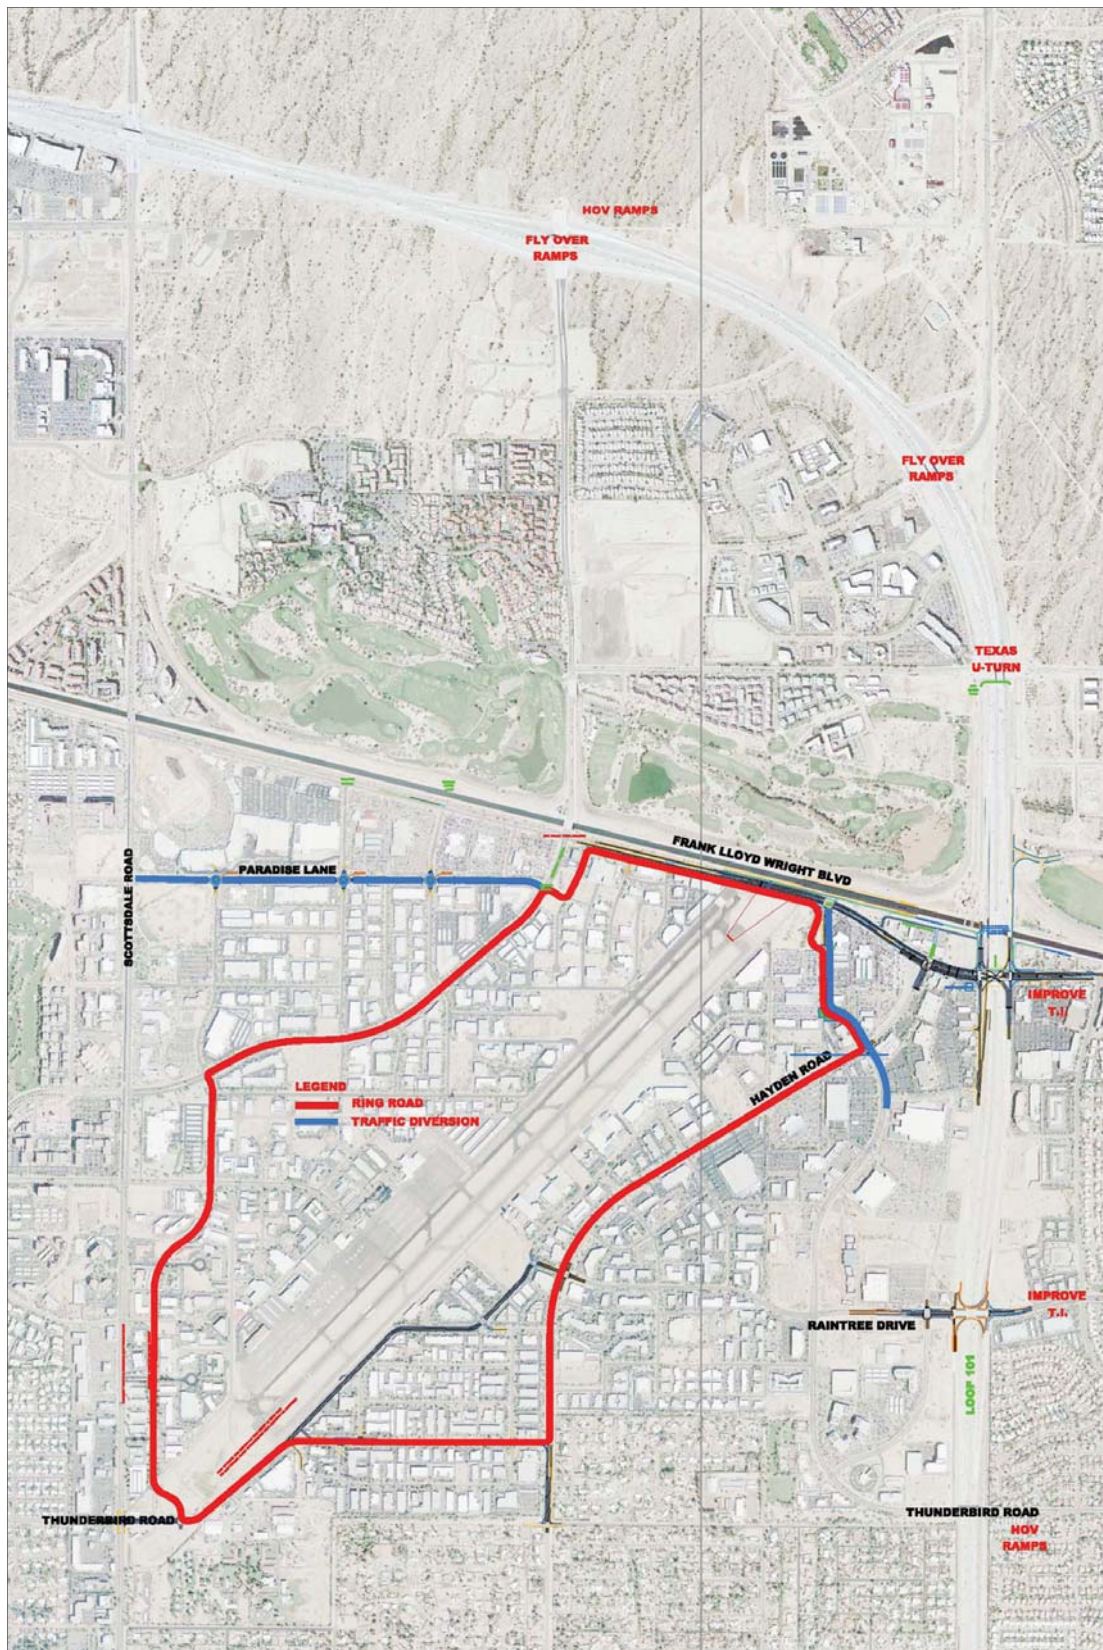 HOV RAMPS
FLY OVER
RAMPS
FLY OVER
RAMPS
TEXAS
U-TURN
FRANK LLOYD WRIGHT BLVD
PARADISE LANE
SCOTTSDALE ROAD
IMPROVE
T.I.
HAYDEN ROAD
LEGEND
RING ROAD
TRAFFIC DIVERSION
IMPROVE
T.I.
RAINTREE DRIVE
LOOP 101
THUNDERBIRD ROAD
THUNDERBIRD ROAD
HOV
RAMPS